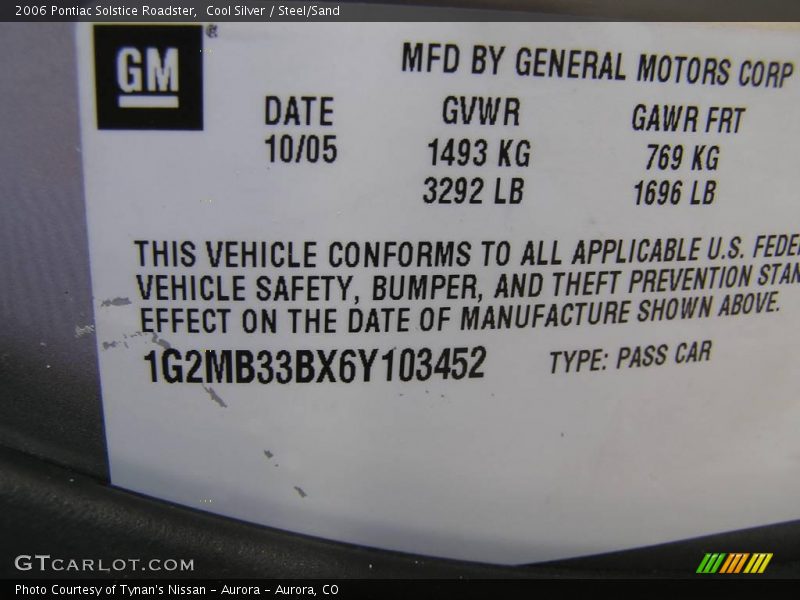 2006 Pontiac Solstice Roadster,  Cool Silver / Steel/Sand
GM ®
MFD BY GENERAL MOTORS CORP
DATE GVWR GAWR FRT
10/05 1493 KG 769 KG
3292 LB 1696 LB
THIS VEHICLE CONFORMS TO ALL APPLICABLE U.S. FEDE
VEHICLE SAFETY, BUMPER, AND THEFT PREVENTION STAN
EFFECT ON THE DATE OF MANUFACTURE SHOWN ABOVE.
1G2MB33BX6Y103452 TYPE: PASS CAR
GTCARLOT.COM
Photo Courtesy of Tynan's Nissan - Aurora - Aurora, CO